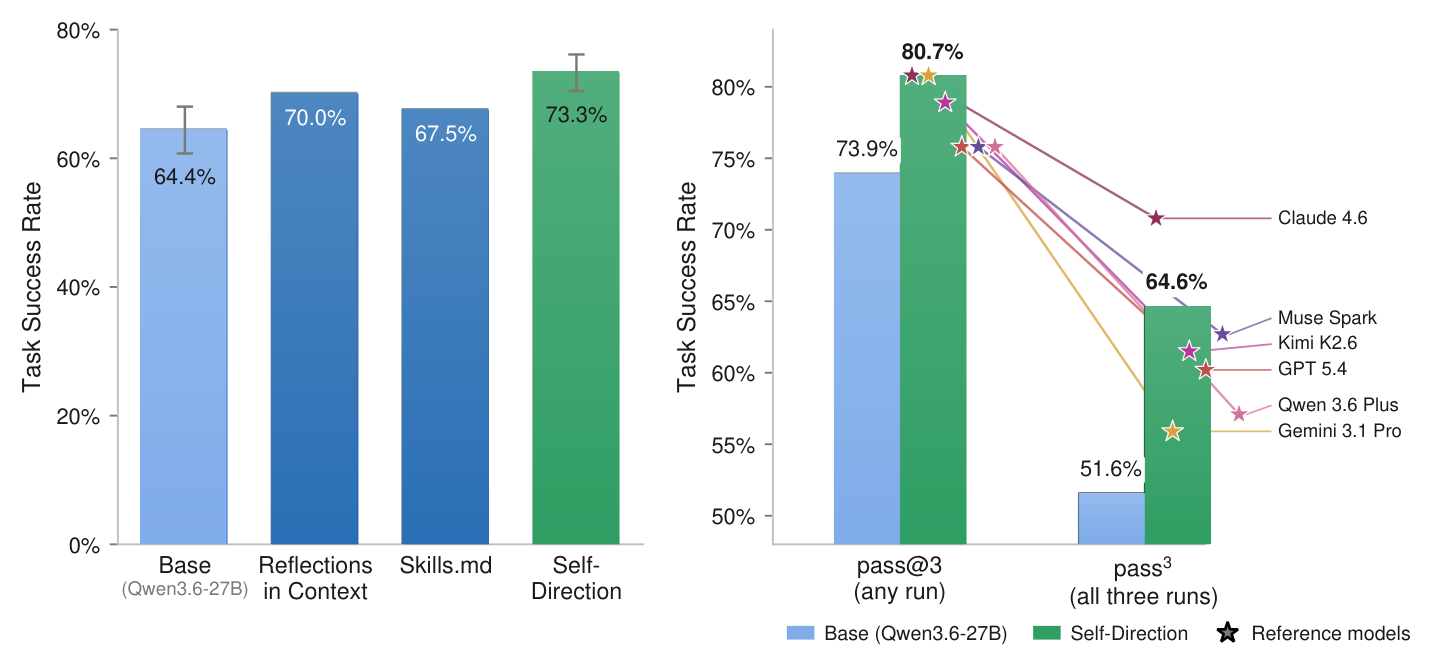 Task Success Rate
80%
60%
40%
20%
0%
64.4%
70.0%
67.5%
73.3%
Base
(Qwen3.6-27B)
Reflections
in Context
Skills.md
Self-
Direction
Task Success Rate
80%
75%
70%
65%
60%
55%
50%
73.9%
80.7%
51.6%
64.6%
Claude 4.6
Muse Spark
Kimi K2.6
GPT 5.4
Qwen 3.6 Plus
Gemini 3.1 Pro
pass@3
(any run)
pass³
(all three runs)
Base (Qwen3.6-27B)
Self-Direction
Reference models